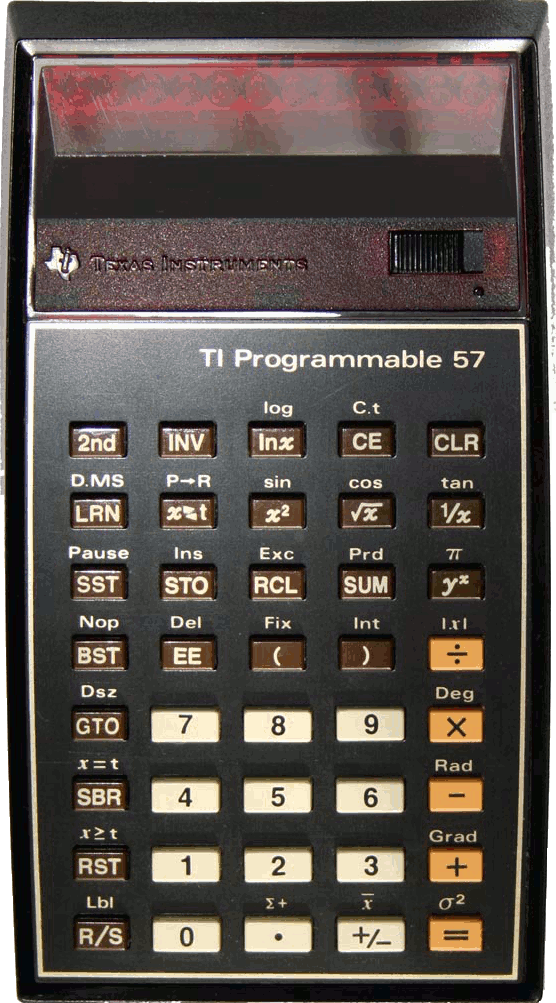 TEXAS INSTRUMENTS
TI Programmable 57
log C.t
2nd INV lnx CE CLR
D.MS P→R sin cos tan
LRN x⋚t x² √x 1/x
Pause Ins Exc Prd π
SST STO RCL SUM yˣ
Nop Del Fix Int |x|
BST EE ( ) ÷
Dsz Deg
GTO 7 8 9 ×
x=t Rad
SBR 4 5 6 −
x≥t Grad
RST 1 2 3 +
Lbl Σ+ x̅ σ²
R/S 0 . +/− =